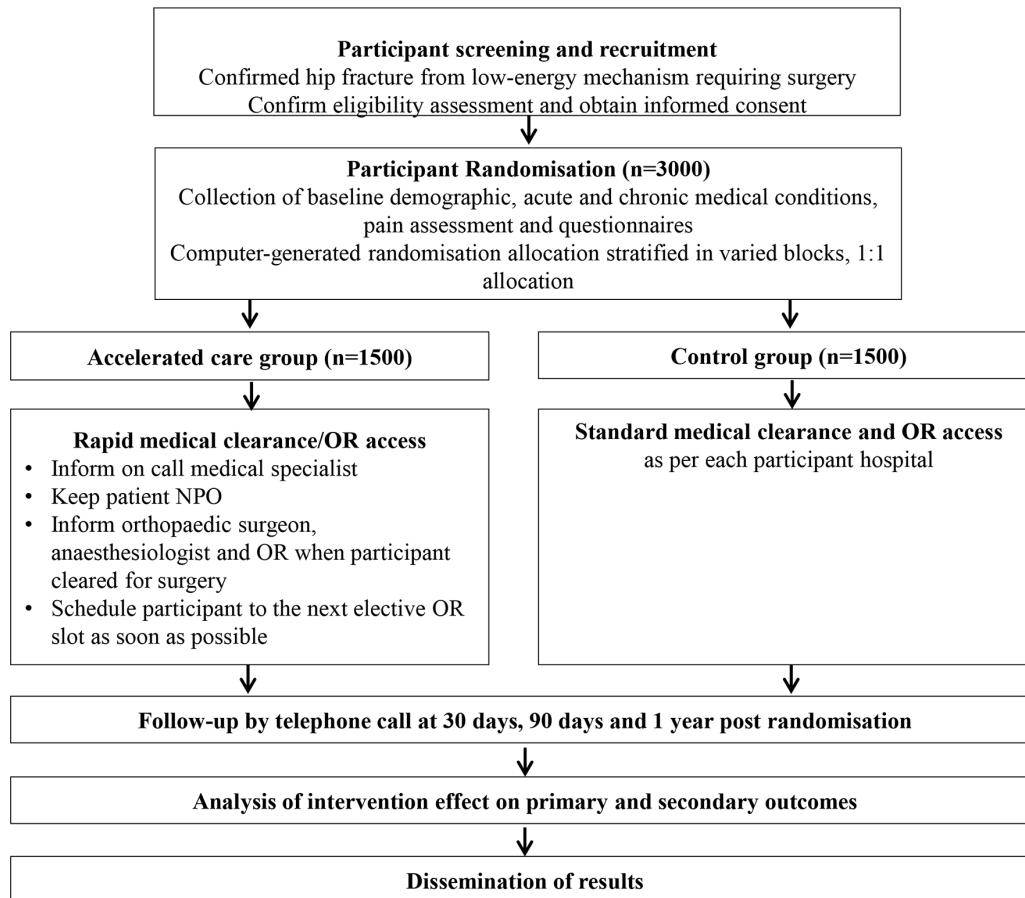 Participant screening and recruitment
Confirmed hip fracture from low-energy mechanism requiring surgery
Confirm eligibility assessment and obtain informed consent
Participant Randomisation (n=3000)
Collection of baseline demographic, acute and chronic medical conditions,
pain assessment and questionnaires
Computer-generated randomisation allocation stratified in varied blocks, 1:1
allocation
Accelerated care group (n=1500)
Control group (n=1500)
Rapid medical clearance/OR access
• Inform on call medical specialist
• Keep patient NPO
• Inform orthopaedic surgeon,
anaesthesiologist and OR when participant
cleared for surgery
• Schedule participant to the next elective OR
slot as soon as possible
Standard medical clearance and OR access
as per each participant hospital
Follow-up by telephone call at 30 days, 90 days and 1 year post randomisation
Analysis of intervention effect on primary and secondary outcomes
Dissemination of results